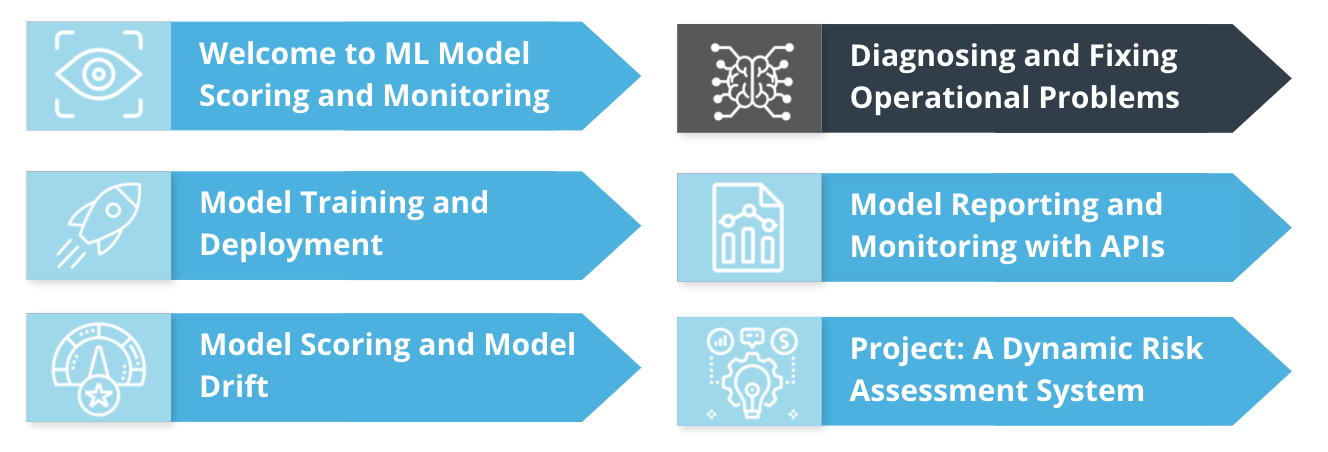 Welcome to ML Model
Scoring and Monitoring
Model Training and
Deployment
Model Scoring and Model
Drift
Diagnosing and Fixing
Operational Problems
Model Reporting and
Monitoring with APIs
Project: A Dynamic Risk
Assessment System